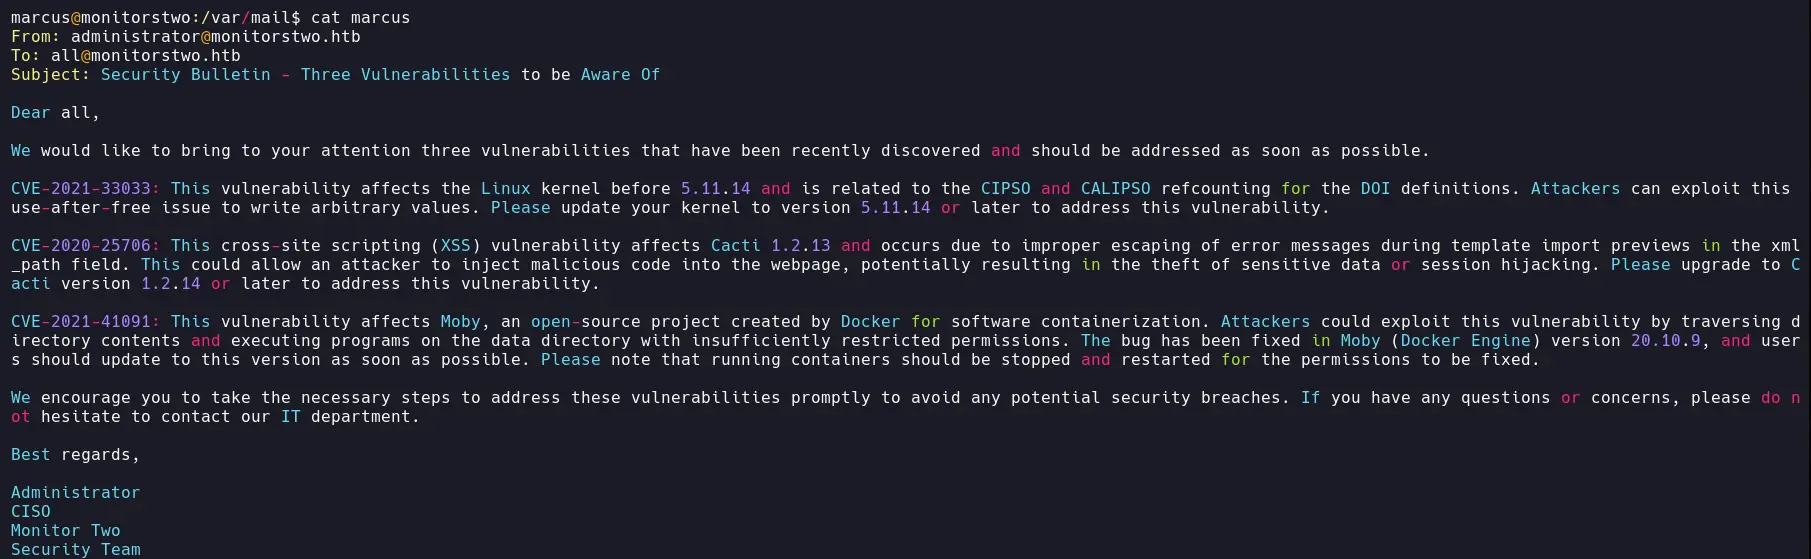 marcus@monitorstwo:/var/mail$ cat marcus
From: administrator@monitorstwo.htb
To: all@monitorstwo.htb
Subject: Security Bulletin - Three Vulnerabilities to be Aware Of
Dear all,
We would like to bring to your attention three vulnerabilities that have been recently discovered and should be addressed as soon as possible.
CVE-2021-33033: This vulnerability affects the Linux kernel before 5.11.14 and is related to the CIPSO and CALIPSO refcounting for the DOI definitions. Attackers can exploit this
use-after-free issue to write arbitrary values. Please update your kernel to version 5.11.14 or later to address this vulnerability.
CVE-2020-25706: This cross-site scripting (XSS) vulnerability affects Cacti 1.2.13 and occurs due to improper escaping of error messages during template import previews in the xml
_path field. This could allow an attacker to inject malicious code into the webpage, potentially resulting in the theft of sensitive data or session hijacking. Please upgrade to C
acti version 1.2.14 or later to address this vulnerability.
CVE-2021-41091: This vulnerability affects Moby, an open-source project created by Docker for software containerization. Attackers could exploit this vulnerability by traversing d
irectory contents and executing programs on the data directory with insufficiently restricted permissions. The bug has been fixed in Moby (Docker Engine) version 20.10.9, and user
s should update to this version as soon as possible. Please note that running containers should be stopped and restarted for the permissions to be fixed.
We encourage you to take the necessary steps to address these vulnerabilities promptly to avoid any potential security breaches. If you have any questions or concerns, please do n
ot hesitate to contact our IT department.
Best regards,
Administrator
CISO
Monitor Two
Security Team